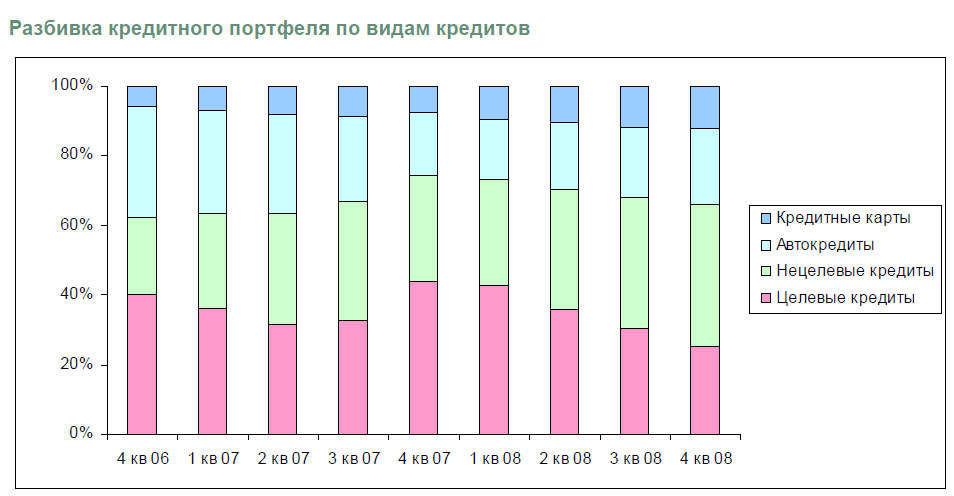 Разбивка кредитного портфеля по видам кредитов
100%
80%
60%
40%
20%
0%
4 кв 06 1 кв 07 2 кв 07 3 кв 07 4 кв 07 1 кв 08 2 кв 08 3 кв 08 4 кв 08
Кредитные карты
Автокредиты
Нецелевые кредиты
Целевые кредиты